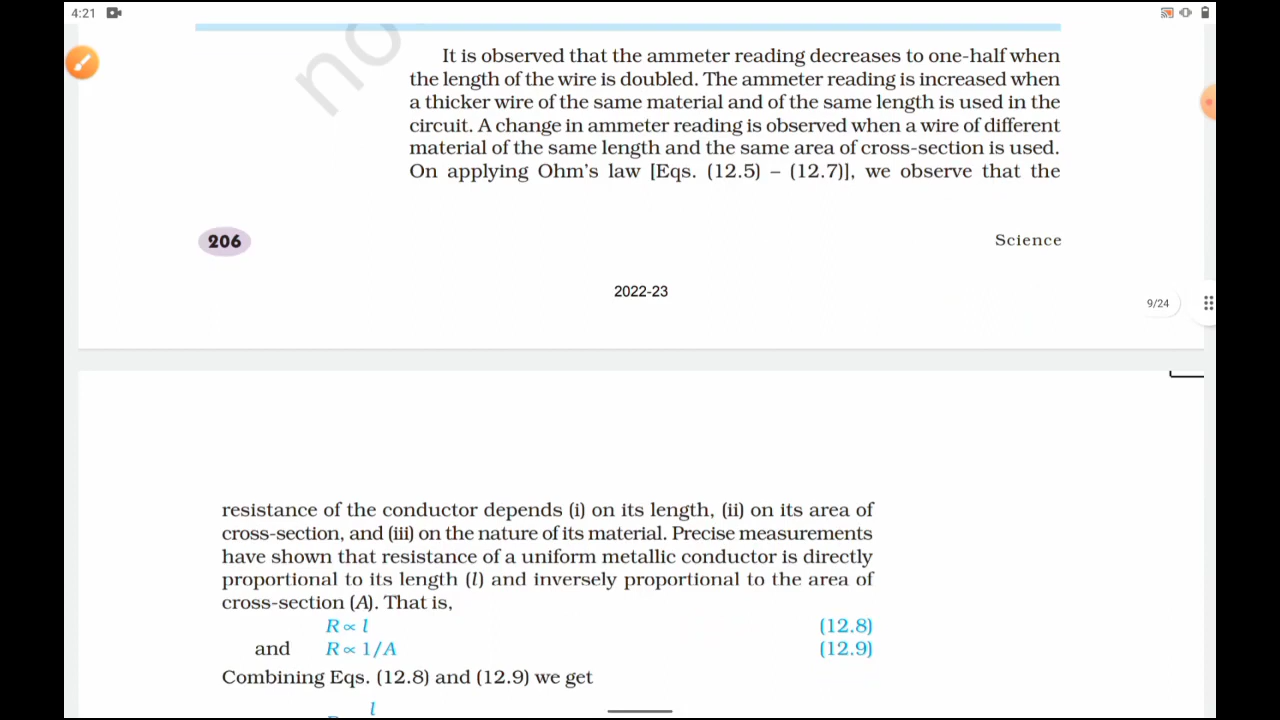 4:21
no
It is observed that the ammeter reading decreases to one-half when
the length of the wire is doubled. The ammeter reading is increased when
a thicker wire of the same material and of the same length is used in the
circuit. A change in ammeter reading is observed when a wire of different
material of the same length and the same area of cross-section is used.
On applying Ohm’s law [Eqs. (12.5) – (12.7)], we observe that the
206
Science
2022-23
9/24
resistance of the conductor depends (i) on its length, (ii) on its area of
cross-section, and (iii) on the nature of its material. Precise measurements
have shown that resistance of a uniform metallic conductor is directly
proportional to its length (l) and inversely proportional to the area of
cross-section (A). That is,
R ∝ l (12.8)
and R ∝ 1/A (12.9)
Combining Eqs. (12.8) and (12.9) we get
l